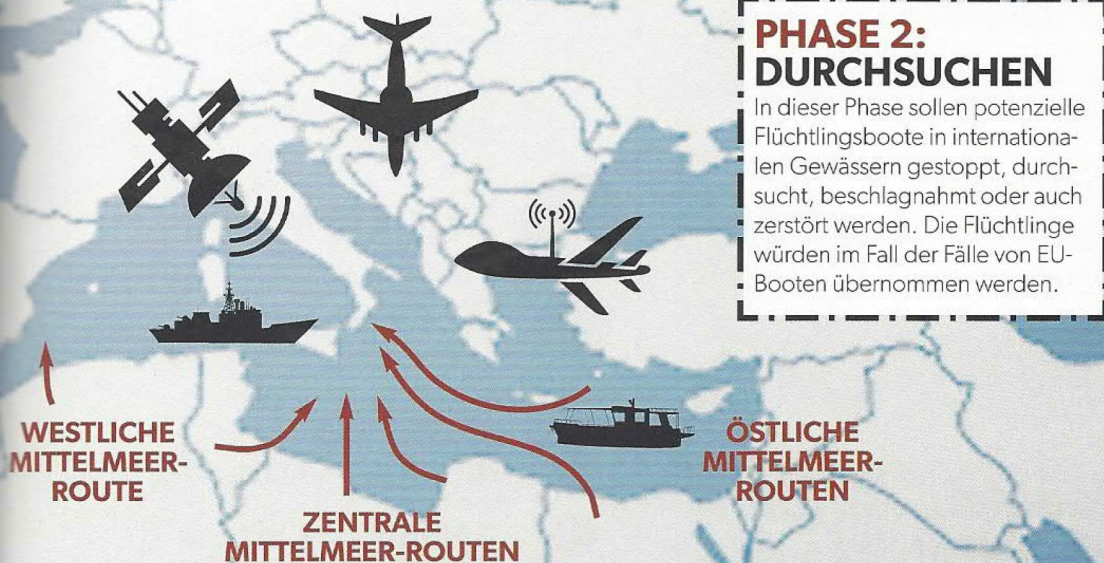 PHASE 2:
DURCHSUCHEN
In dieser Phase sollen potenzielle
Flüchtlingsboote in internationa-
len Gewässern gestoppt, durch-
sucht, beschlagnahmt oder auch
zerstört werden. Die Flüchtlinge
würden im Fall der Fälle von EU-
Booten übernommen werden.
WESTLICHE
MITTELMEER-
ROUTE
ZENTRALE
MITTELMEER-ROUTEN
ÖSTLICHE
MITTELMEER-
ROUTEN